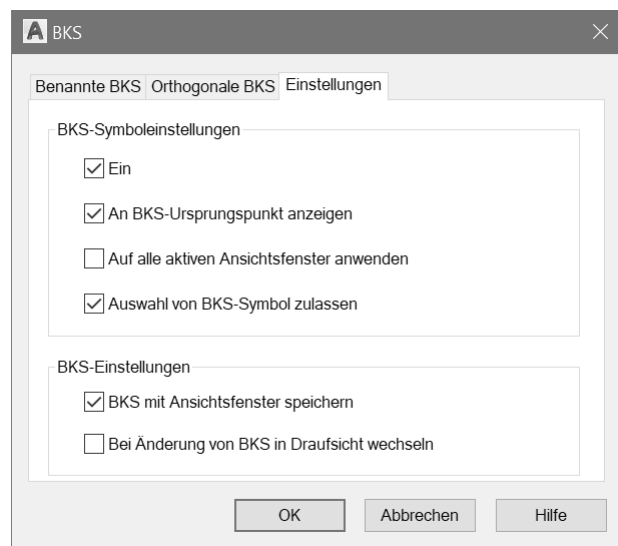 BKS
Benannte BKS Orthogonale BKS Einstellungen
BKS-Symboleinstellungen
Ein
An BKS-Ursprungspunkt anzeigen
Auf alle aktiven Ansichtsfenster anwenden
Auswahl von BKS-Symbol zulassen
BKS-Einstellungen
BKS mit Ansichtsfenster speichern
Bei Änderung von BKS in Draufsicht wechseln
OK Abbrechen Hilfe